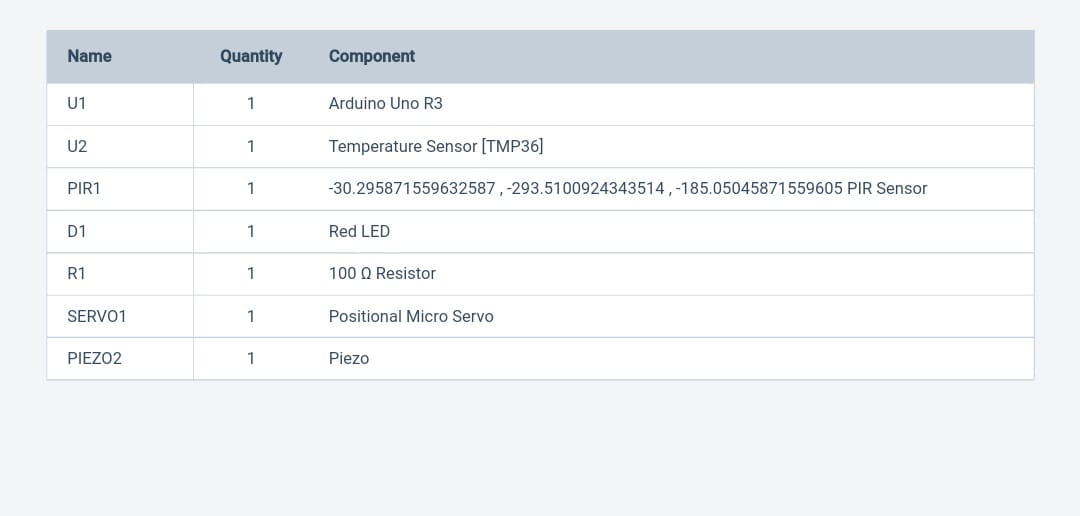 Name Quantity Component
U1 1 Arduino Uno R3
U2 1 Temperature Sensor [TMP36]
PIR1 1 -30.295871559632587 , -293.5100924343514 , -185.05045871559605 PIR Sensor
D1 1 Red LED
R1 1 100 Ω Resistor
SERVO1 1 Positional Micro Servo
PIEZO2 1 Piezo